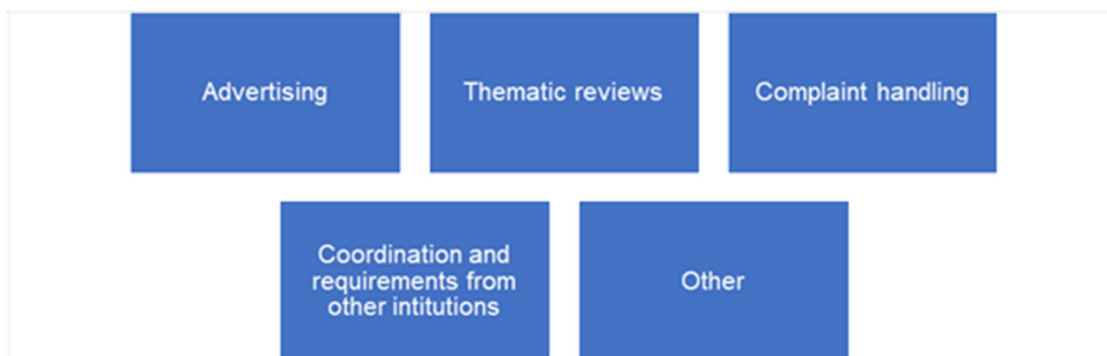 Advertising
Thematic reviews
Complaint handling
Coordination and
requirements from
other intitutions
Other